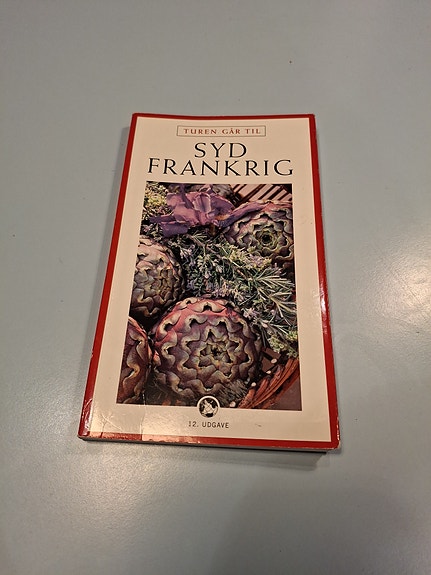 TUREN GÅR TIL
SYD
FRANKRIG
12. UDGAVE